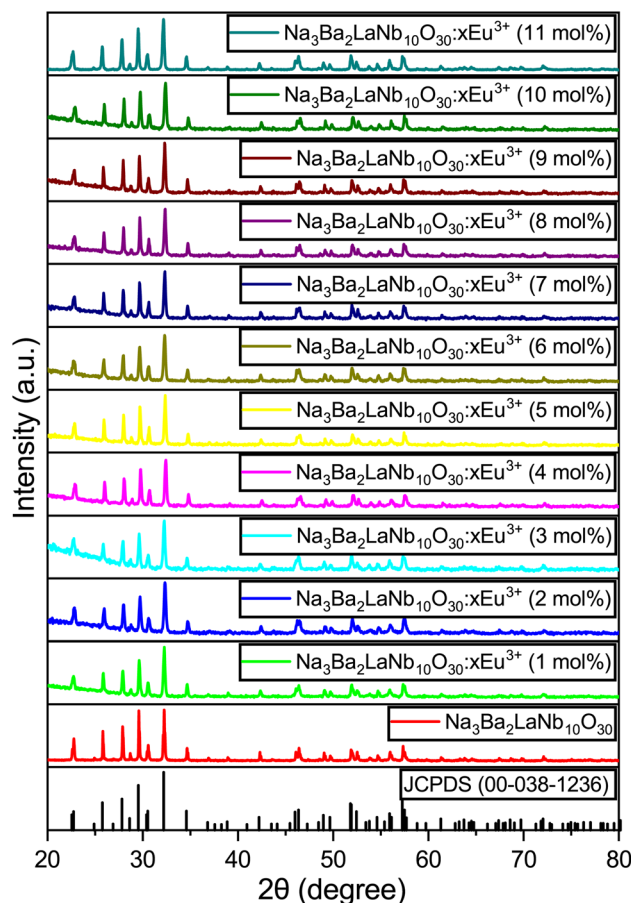 Na₃Ba₂LaNb₁₀O₃₀:xEu³⁺ (11 mol%)
Na₃Ba₂LaNb₁₀O₃₀:xEu³⁺ (10 mol%)
Na₃Ba₂LaNb₁₀O₃₀:xEu³⁺ (9 mol%)
Na₃Ba₂LaNb₁₀O₃₀:xEu³⁺ (8 mol%)
Na₃Ba₂LaNb₁₀O₃₀:xEu³⁺ (7 mol%)
Na₃Ba₂LaNb₁₀O₃₀:xEu³⁺ (6 mol%)
Na₃Ba₂LaNb₁₀O₃₀:xEu³⁺ (5 mol%)
Na₃Ba₂LaNb₁₀O₃₀:xEu³⁺ (4 mol%)
Na₃Ba₂LaNb₁₀O₃₀:xEu³⁺ (3 mol%)
Na₃Ba₂LaNb₁₀O₃₀:xEu³⁺ (2 mol%)
Na₃Ba₂LaNb₁₀O₃₀:xEu³⁺ (1 mol%)
Na₃Ba₂LaNb₁₀O₃₀
JCPDS (00-038-1236)
Intensity (a.u.)
20 30 40 50 60 70 80
2θ (degree)